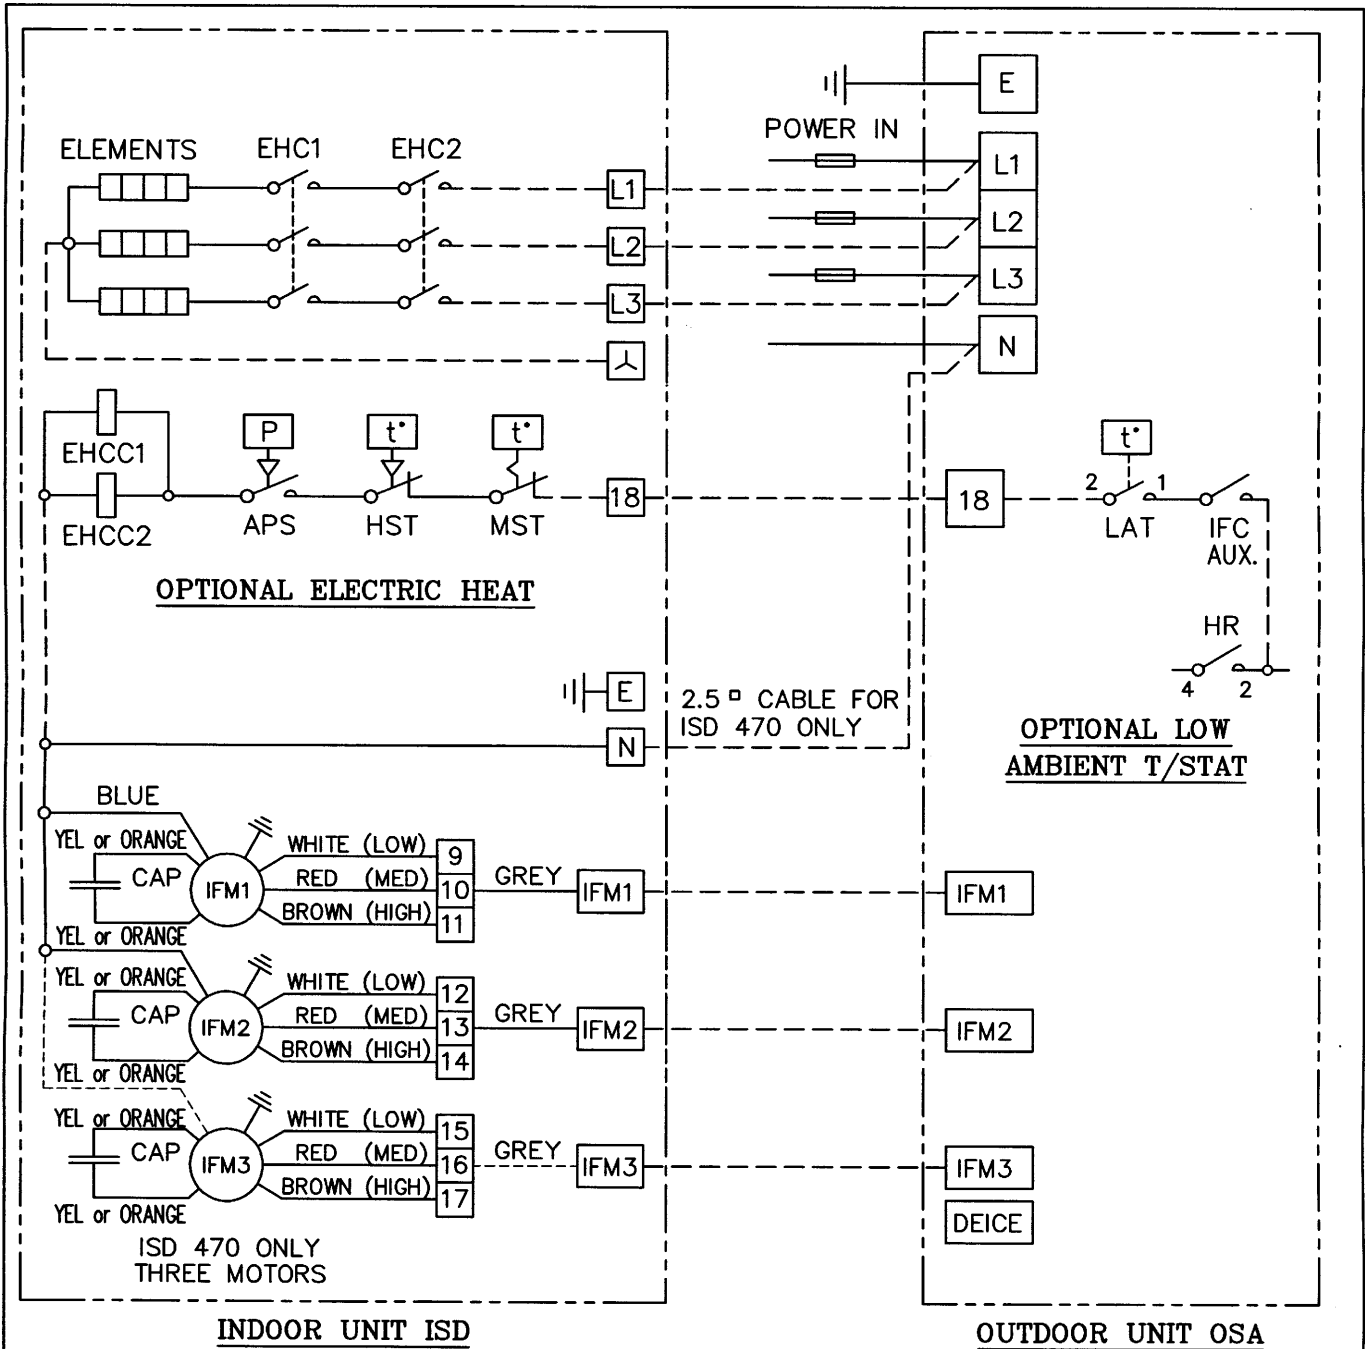 E
POWER IN
ELEMENTS EHC1 EHC2
L1 L1
L2 L2
L3 L3
N
EHCC1 P t° t° t°
EHCC2 APS HST MST 18 18 2 1
LAT IFC
AUX.
OPTIONAL ELECTRIC HEAT
HR
4 2
E 2.5 □ CABLE FOR
ISD 470 ONLY
N
OPTIONAL LOW
AMBIENT T/STAT
BLUE
YEL or ORANGE WHITE (LOW) 9
CAP IFM1 RED (MED) 10 GREY IFM1 IFM1
BROWN (HIGH) 11
YEL or ORANGE
YEL or ORANGE WHITE (LOW) 12
CAP IFM2 RED (MED) 13 GREY IFM2 IFM2
BROWN (HIGH) 14
YEL or ORANGE
YEL or ORANGE WHITE (LOW) 15
CAP IFM3 RED (MED) 16 GREY IFM3 IFM3
BROWN (HIGH) 17
YEL or ORANGE DEICE
ISD 470 ONLY
THREE MOTORS
INDOOR UNIT ISD OUTDOOR UNIT OSA